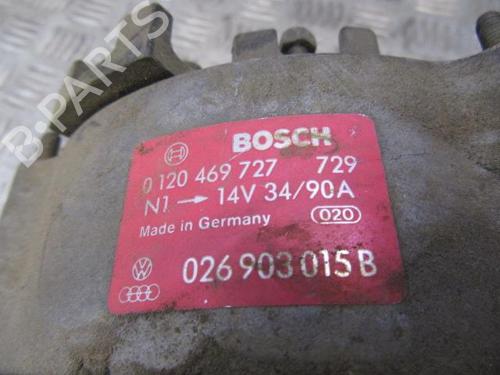 BOSCH
0 120 469 727 729
N1 → 14V 34/90A
Made in Germany 020
026 903 015 B
B-PARTS